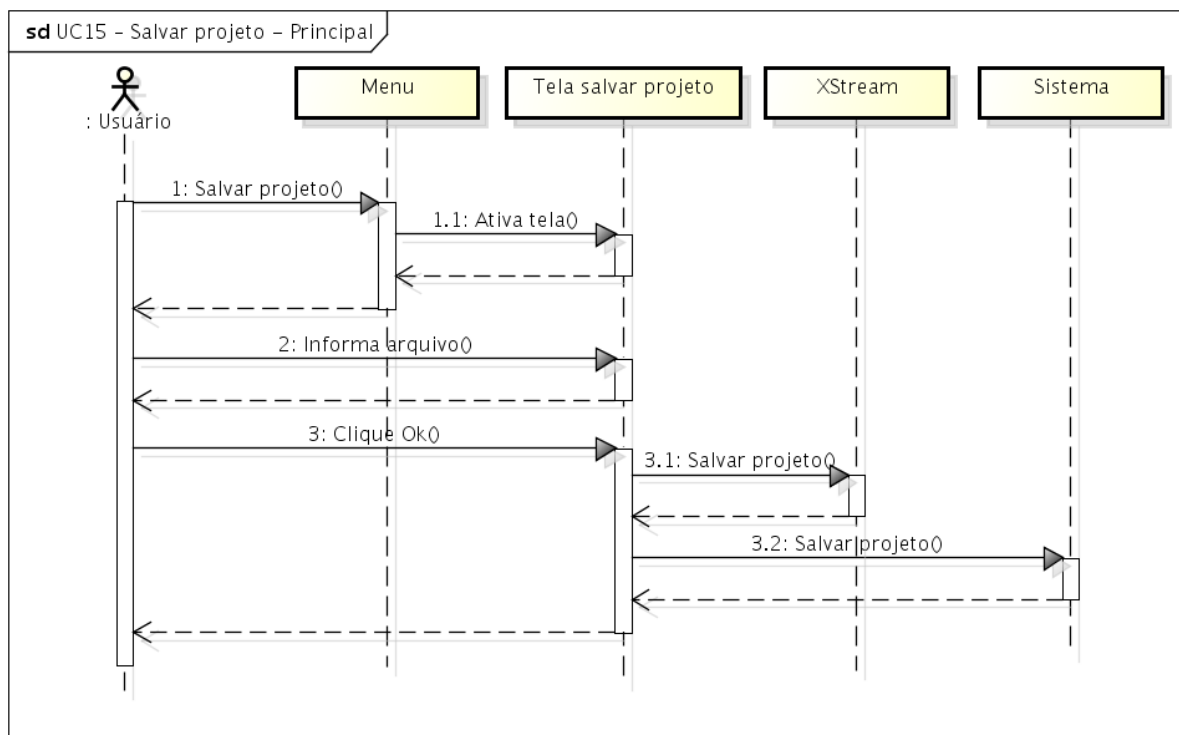 sd UC15 - Salvar projeto - Principal
: Usuário
Menu
Tela salvar projeto
XStream
Sistema
1: Salvar projeto()
1.1: Ativa tela()
2: Informa arquivo()
3: Clique Ok()
3.1: Salvar projeto()
3.2: Salvar projeto()